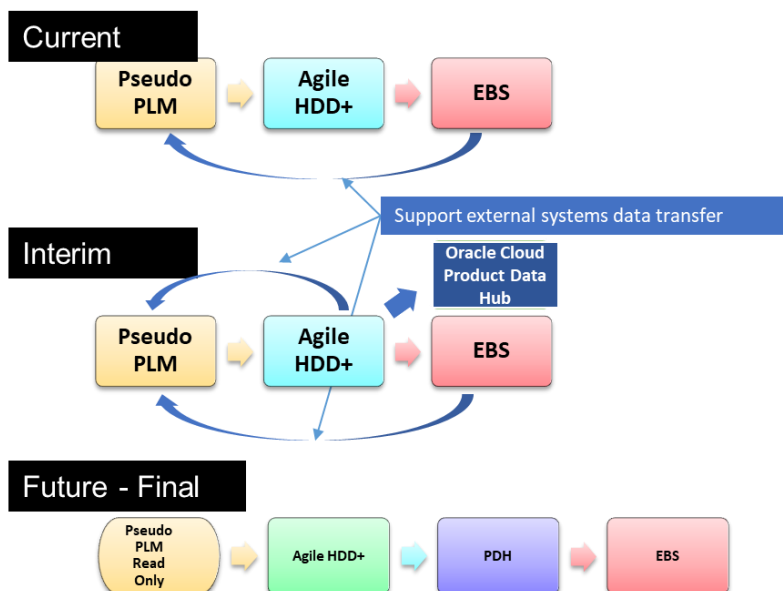 Current
Pseudo
PLM
Agile
HDD+
EBS
Support external systems data transfer
Interim
Oracle Cloud
Product Data
Hub
Pseudo
PLM
Agile
HDD+
EBS
Future - Final
Pseudo
PLM
Read
Only
Agile HDD+
PDH
EBS